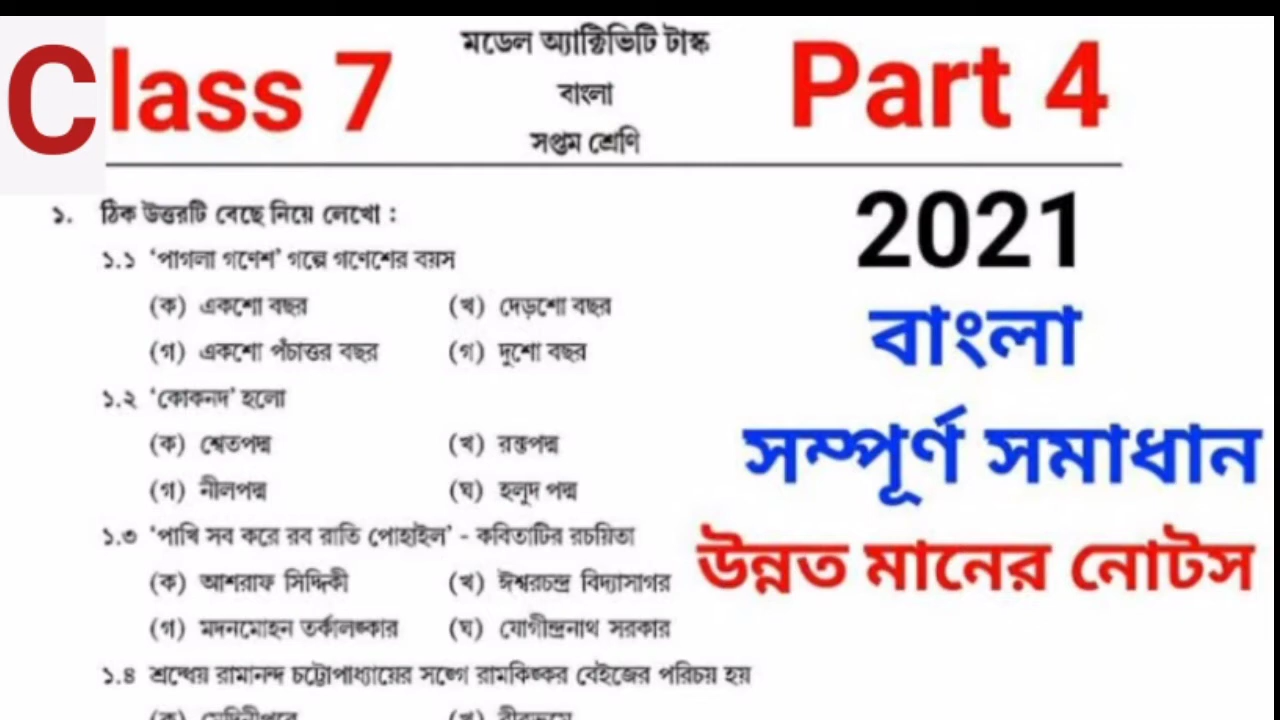 Class 7
মডেল অ্যাক্টিভিটি টাস্ক
বাংলা
সপ্তম শ্রেণি
Part 4
2021
বাংলা
সম্পূর্ণ সমাধান
উন্নত মানের নোটস
১. ঠিক উত্তরটি বেছে নিয়ে লেখো :
১.১ ‘পাগলা গণেশ’ গল্পে গণেশের বয়স
(ক) একশো বছর (খ) দেড়শো বছর
(গ) একশো পঁচাত্তর বছর (গ) দুশো বছর
১.২ ‘কোকনদ’ হলো
(ক) শ্বেতপদ্ম (খ) রক্তপদ্ম
(গ) নীলপদ্ম (ঘ) হলুদ পদ্ম
১.৩ ‘পাখি সব করে রব রাতি পোহাইল’ - কবিতাটির রচয়িতা
(ক) আশরাফ সিদ্দিকী (খ) ঈশ্বরচন্দ্র বিদ্যাসাগর
(গ) মদনমোহন তর্কালঙ্কার (ঘ) যোগীন্দ্রনাথ সরকার
১.৪ শ্রদ্ধেয় রামানন্দ চট্টোপাধ্যায়ের সঙ্গে রামকিঙ্কর বেইজের পরিচয় হয়
(ক) (খ)